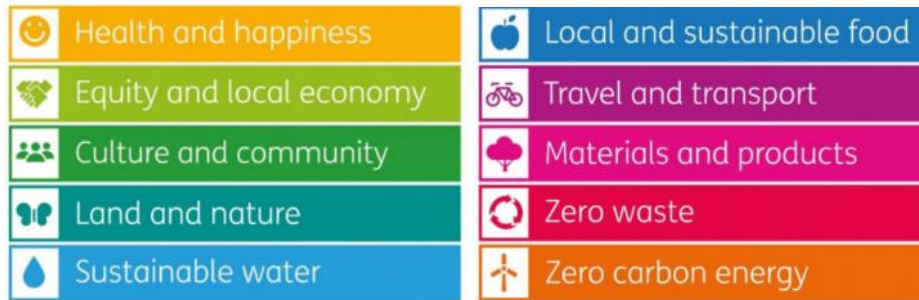 Health and happiness
Equity and local economy
Culture and community
Land and nature
Sustainable water
Local and sustainable food
Travel and transport
Materials and products
Zero waste
Zero carbon energy